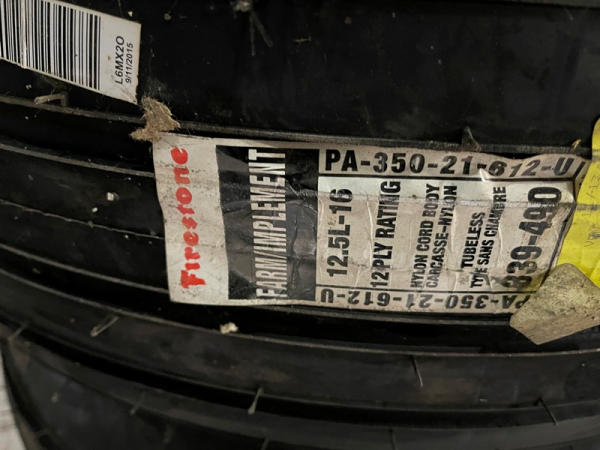 L6MX2O
9/11/2015
Firestone
FARM/IMPLEMENT
PA-350-21-612-U
12.5L-16
12-PLY RATING
NYLON CORD BODY
CARCASSE-NYLON
TUBELESS
TYPE SANS CHAMBRE
339-490
PA-350-21-612-U